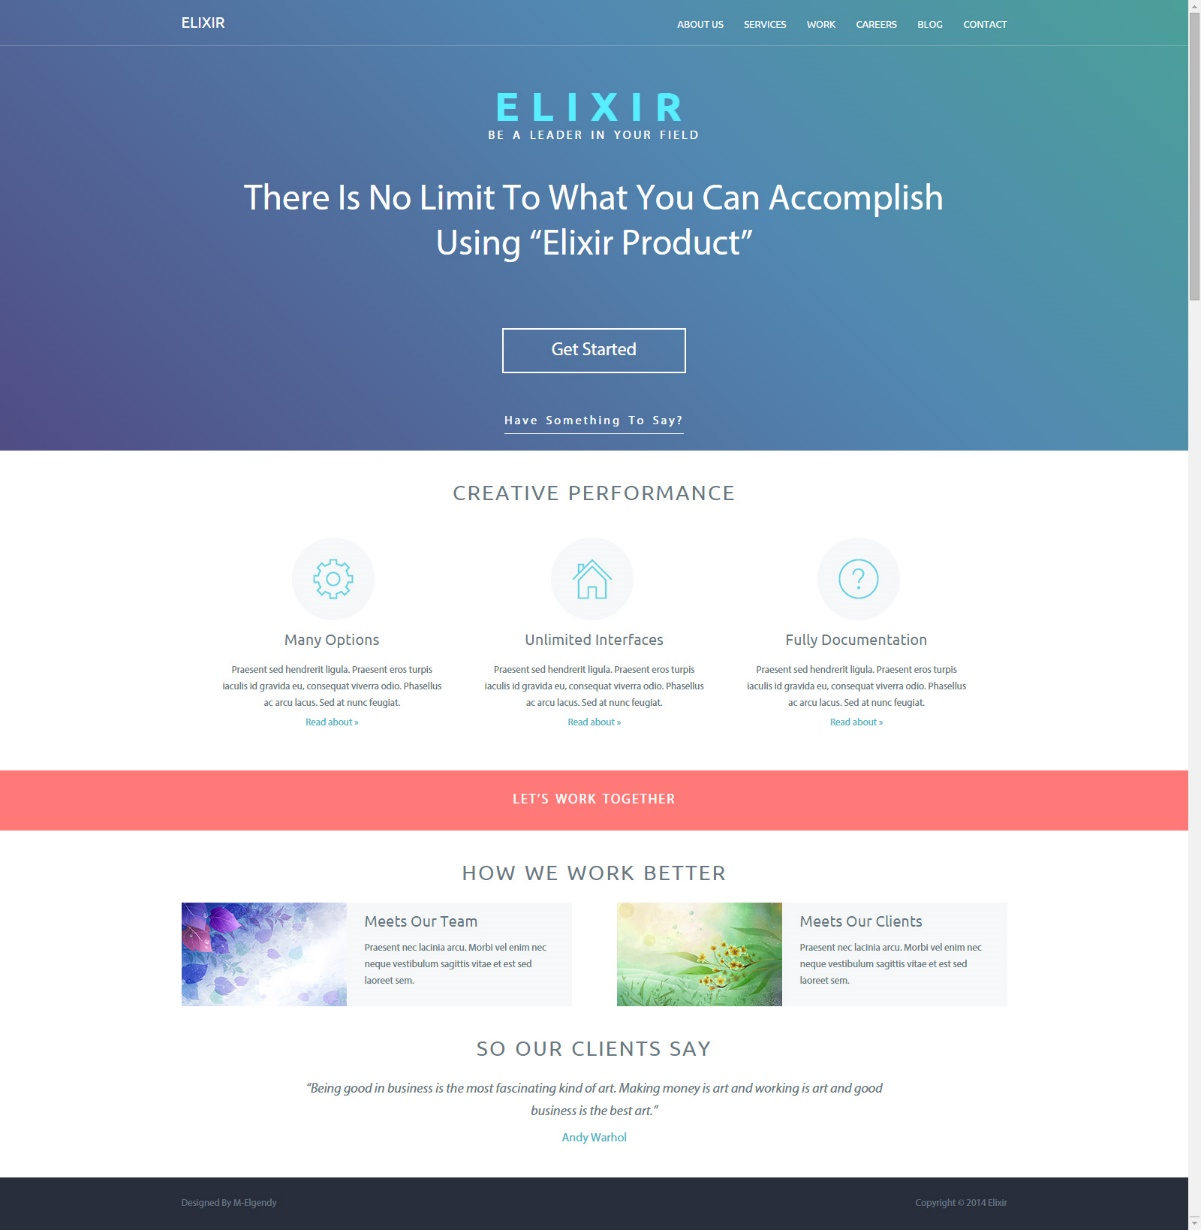 ELIXIR
ABOUT US SERVICES WORK CAREERS BLOG CONTACT
ELIXIR
BE A LEADER IN YOUR FIELD
There Is No Limit To What You Can Accomplish
Using “Elixir Product”
Get Started
Have Something To Say?
CREATIVE PERFORMANCE
Many Options
Praesent sed hendrerit ligula. Praesent eros turpis
iaculis id gravida eu, consequat viverra odio. Phasellus
ac arcu lacus. Sed at nunc feugiat.
Read about »
Unlimited Interfaces
Praesent sed hendrerit ligula. Praesent eros turpis
iaculis id gravida eu, consequat viverra odio. Phasellus
ac arcu lacus. Sed at nunc feugiat.
Read about »
Fully Documentation
Praesent sed hendrerit ligula. Praesent eros turpis
iaculis id gravida eu, consequat viverra odio. Phasellus
ac arcu lacus. Sed at nunc feugiat.
Read about »
LET’S WORK TOGETHER
HOW WE WORK BETTER
Meets Our Team
Praesent nec lacinia arcu. Morbi vel enim nec
neque vestibulum sagittis vitae et est sed
laoreet sem.
Meets Our Clients
Praesent nec lacinia arcu. Morbi vel enim nec
neque vestibulum sagittis vitae et est sed
laoreet sem.
SO OUR CLIENTS SAY
“Being good in business is the most fascinating kind of art. Making money is art and working is art and good
business is the best art.”
Andy Warhol
Designed By M-Elgendy
Copyright © 2014 Elixir